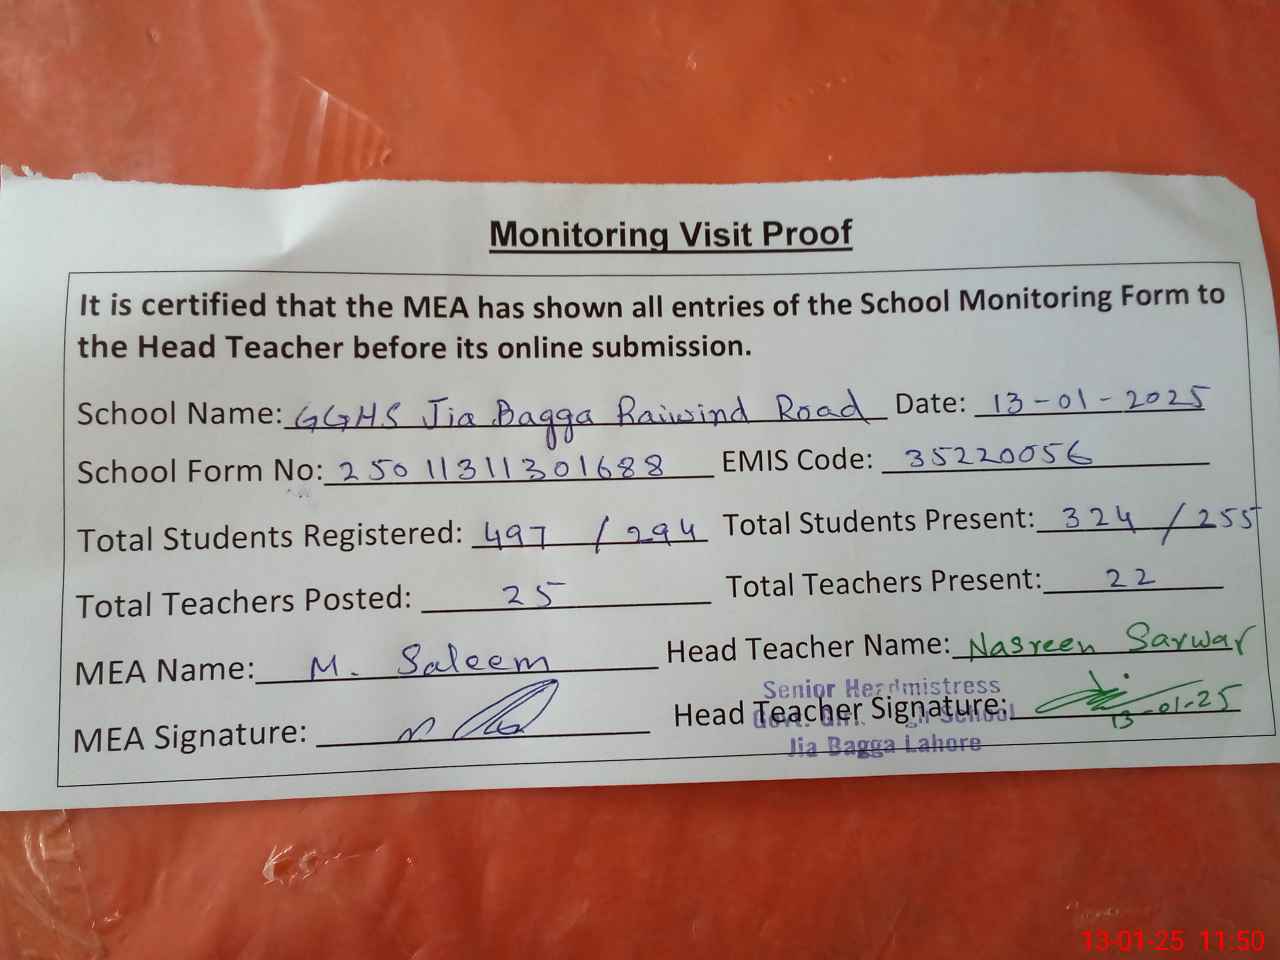 Monitoring Visit Proof
It is certified that the MEA has shown all entries of the School Monitoring Form to
the Head Teacher before its online submission.
School Name: GGHS Jia Bagga Raiwind Road Date: 13-01-2025
School Form No: 25011311301688 EMIS Code: 35220056
Total Students Registered: 497 / 294 Total Students Present: 324 / 255
Total Teachers Posted: 25 Total Teachers Present: 22
MEA Name: M. Saleem Head Teacher Name: Nasreen Sarwar
Senior Headmistress
MEA Signature: Head Teacher Signature: 13-01-25
School
Jia Bagga Lahore
13-01-25 11:50